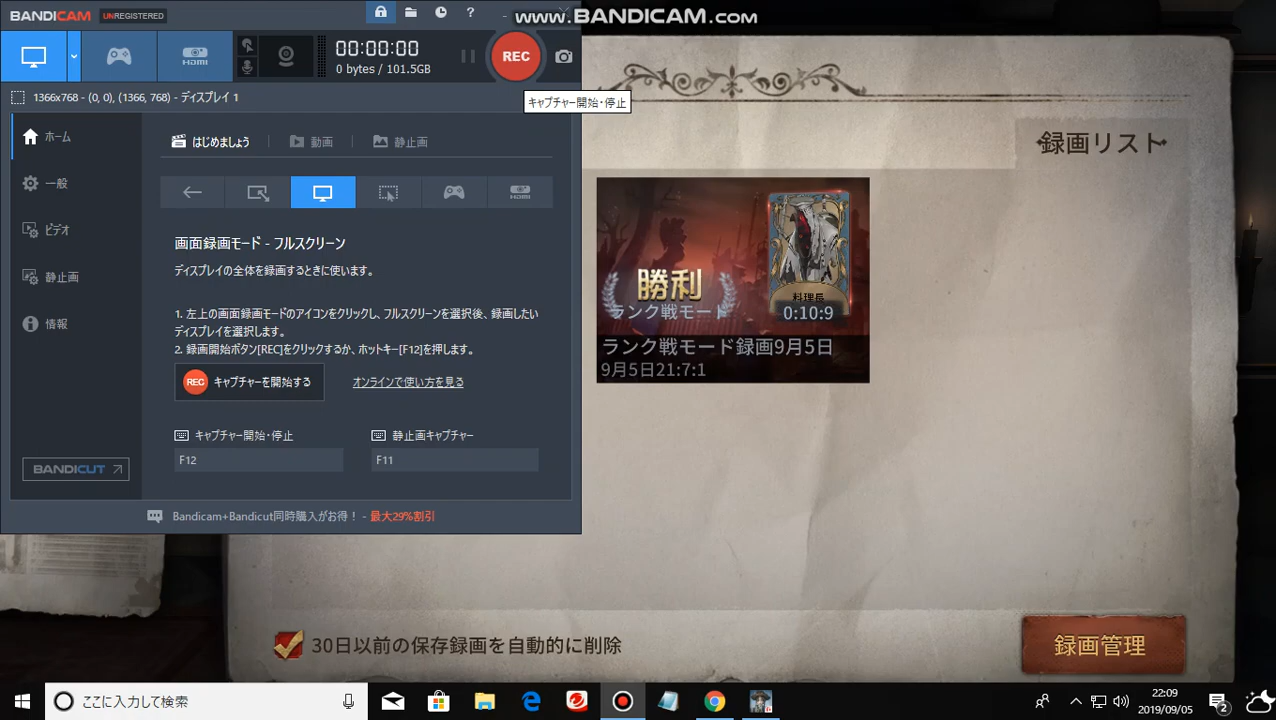 BANDICAM UNREGISTERED
www.BANDICAM.com
?
HDMI
00:00:00
0 bytes / 101.5GB
REC
1366x768 - (0, 0), (1366, 768) - ディスプレイ 1
キャプチャー開始・停止
ホーム
一般
ビデオ
静止画
情報
BANDICUT
はじめましょう
動画
静止画
HDMI
画面録画モード - フルスクリーン
ディスプレイの全体を録画するときに使います。
1. 左上の画面録画モードのアイコンをクリックし、フルスクリーンを選択後、録画したい
ディスプレイを選択します。
2. 録画開始ボタン[REC]をクリックするか、ホットキー[F12]を押します。
REC キャプチャーを開始する
オンラインで使い方を見る
キャプチャー開始・停止
静止画キャプチャー
F12
F11
Bandicam+Bandicut同時購入がお得！ - 最大29%割引
録画リスト
勝利
ランク戦モード
料理長
0:10:9
ランク戦モード録画9月5日
9月5日21:7:1
30日以前の保存録画を自動的に削除
録画管理
ここに入力して検索
22:09
2019/09/05
2